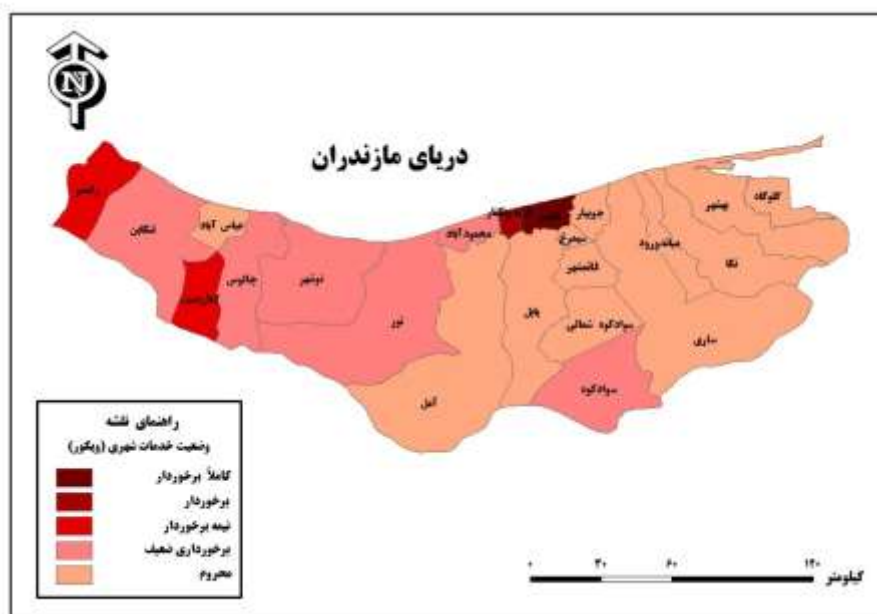 N
دریای مازندران
رامسر
تنکابن
عباس آباد
چالوس
کلاردشت
نوشهر
نور
محمودآباد
آمل
بابل
جویبار
سیمرغ
قائمشهر
سوادکوه شمالی
سوادکوه
ساری
میاندورود
نکا
بهشهر
گلوگاه
راهنمای نقشه
وضعیت خدمات شهری (ویکور)
کاملاً برخوردار
برخوردار
نیمه برخوردار
برخورداری ضعیف
محروم
۰ ۳۰ ۶۰ ۱۲۰
کیلومتر